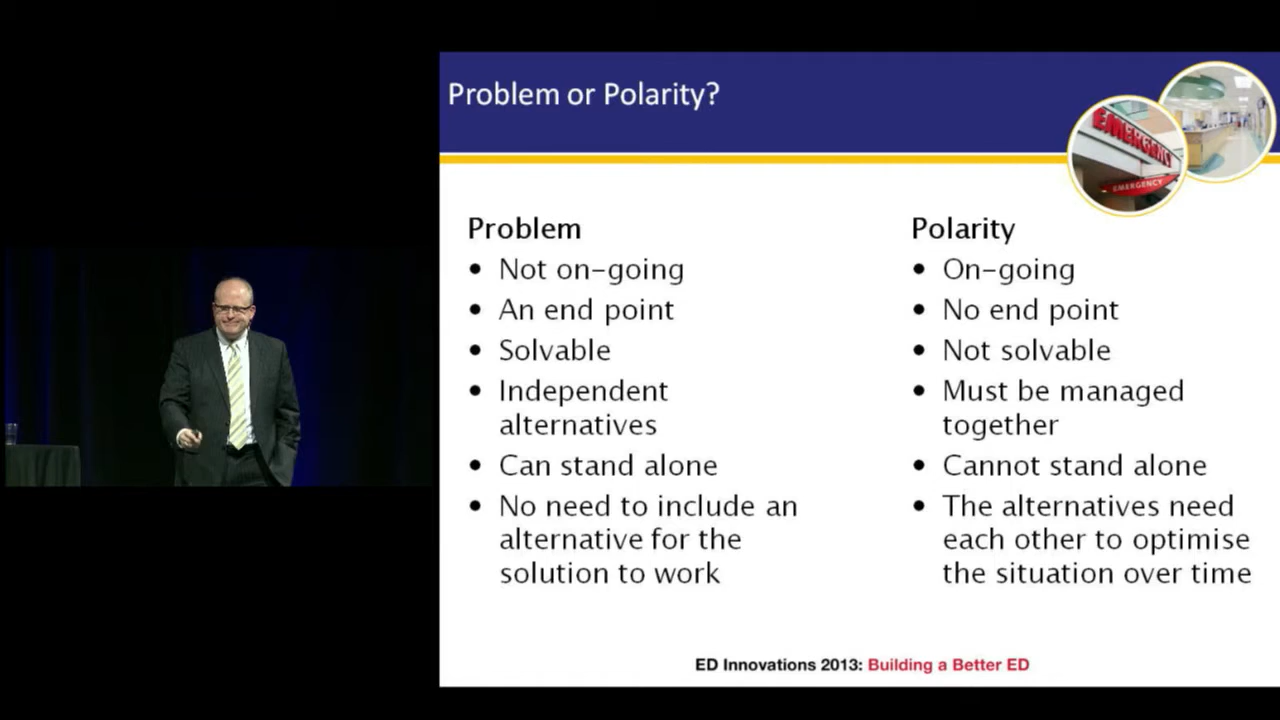 Problem or Polarity?
EMERGENCY
EMERGENCY
Problem
• Not on-going
• An end point
• Solvable
• Independent
alternatives
• Can stand alone
• No need to include an
alternative for the
solution to work
Polarity
• On-going
• No end point
• Not solvable
• Must be managed
together
• Cannot stand alone
• The alternatives need
each other to optimise
the situation over time
ED Innovations 2013: Building a Better ED